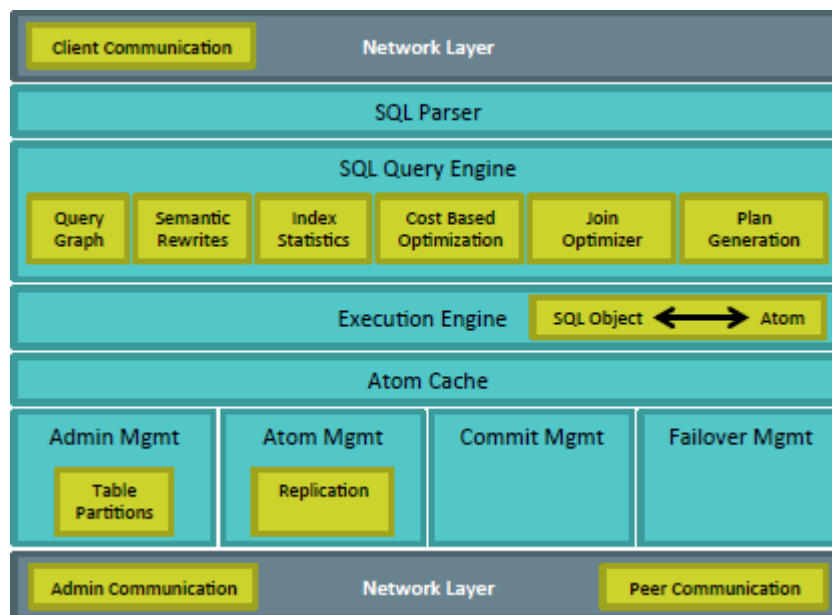 Client Communication
Network Layer
SQL Parser
SQL Query Engine
Query
Graph
Semantic
Rewrites
Index
Statistics
Cost Based
Optimization
Join
Optimizer
Plan
Generation
Execution Engine
SQL Object
Atom
Atom Cache
Admin Mgmt
Atom Mgmt
Commit Mgmt
Failover Mgmt
Table
Partitions
Replication
Admin Communication
Network Layer
Peer Communication